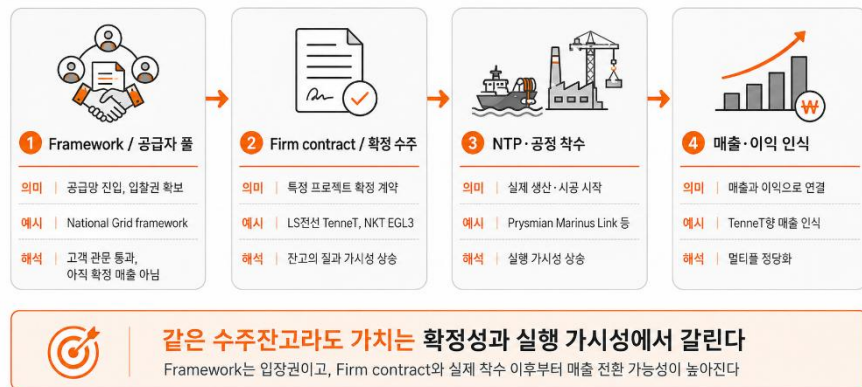 1 Framework / 공급자 풀
의미 | 공급망 진입, 입찰권 확보
예시 | National Grid framework
해석 | 고객 관문 통과,
아직 확정 매출 아님
2 Firm contract / 확정 수주
의미 | 특정 프로젝트 확정 계약
예시 | LS전선 TenneT, NKT EGL3
해석 | 잔고의 질과 가시성 상승
3 NTP·공정 착수
의미 | 실제 생산·시공 시작
예시 | Prysmian Marinus Link 등
해석 | 실행 가시성 상승
₩
4 매출·이익 인식
의미 | 매출과 이익으로 연결
예시 | TenneT향 매출 인식
해석 | 멀티플 정당화
같은 수주잔고라도 가치는 확정성과 실행 가시성에서 갈린다
Framework는 입장권이고, Firm contract와 실제 착수 이후부터 매출 전환 가능성이 높아진다